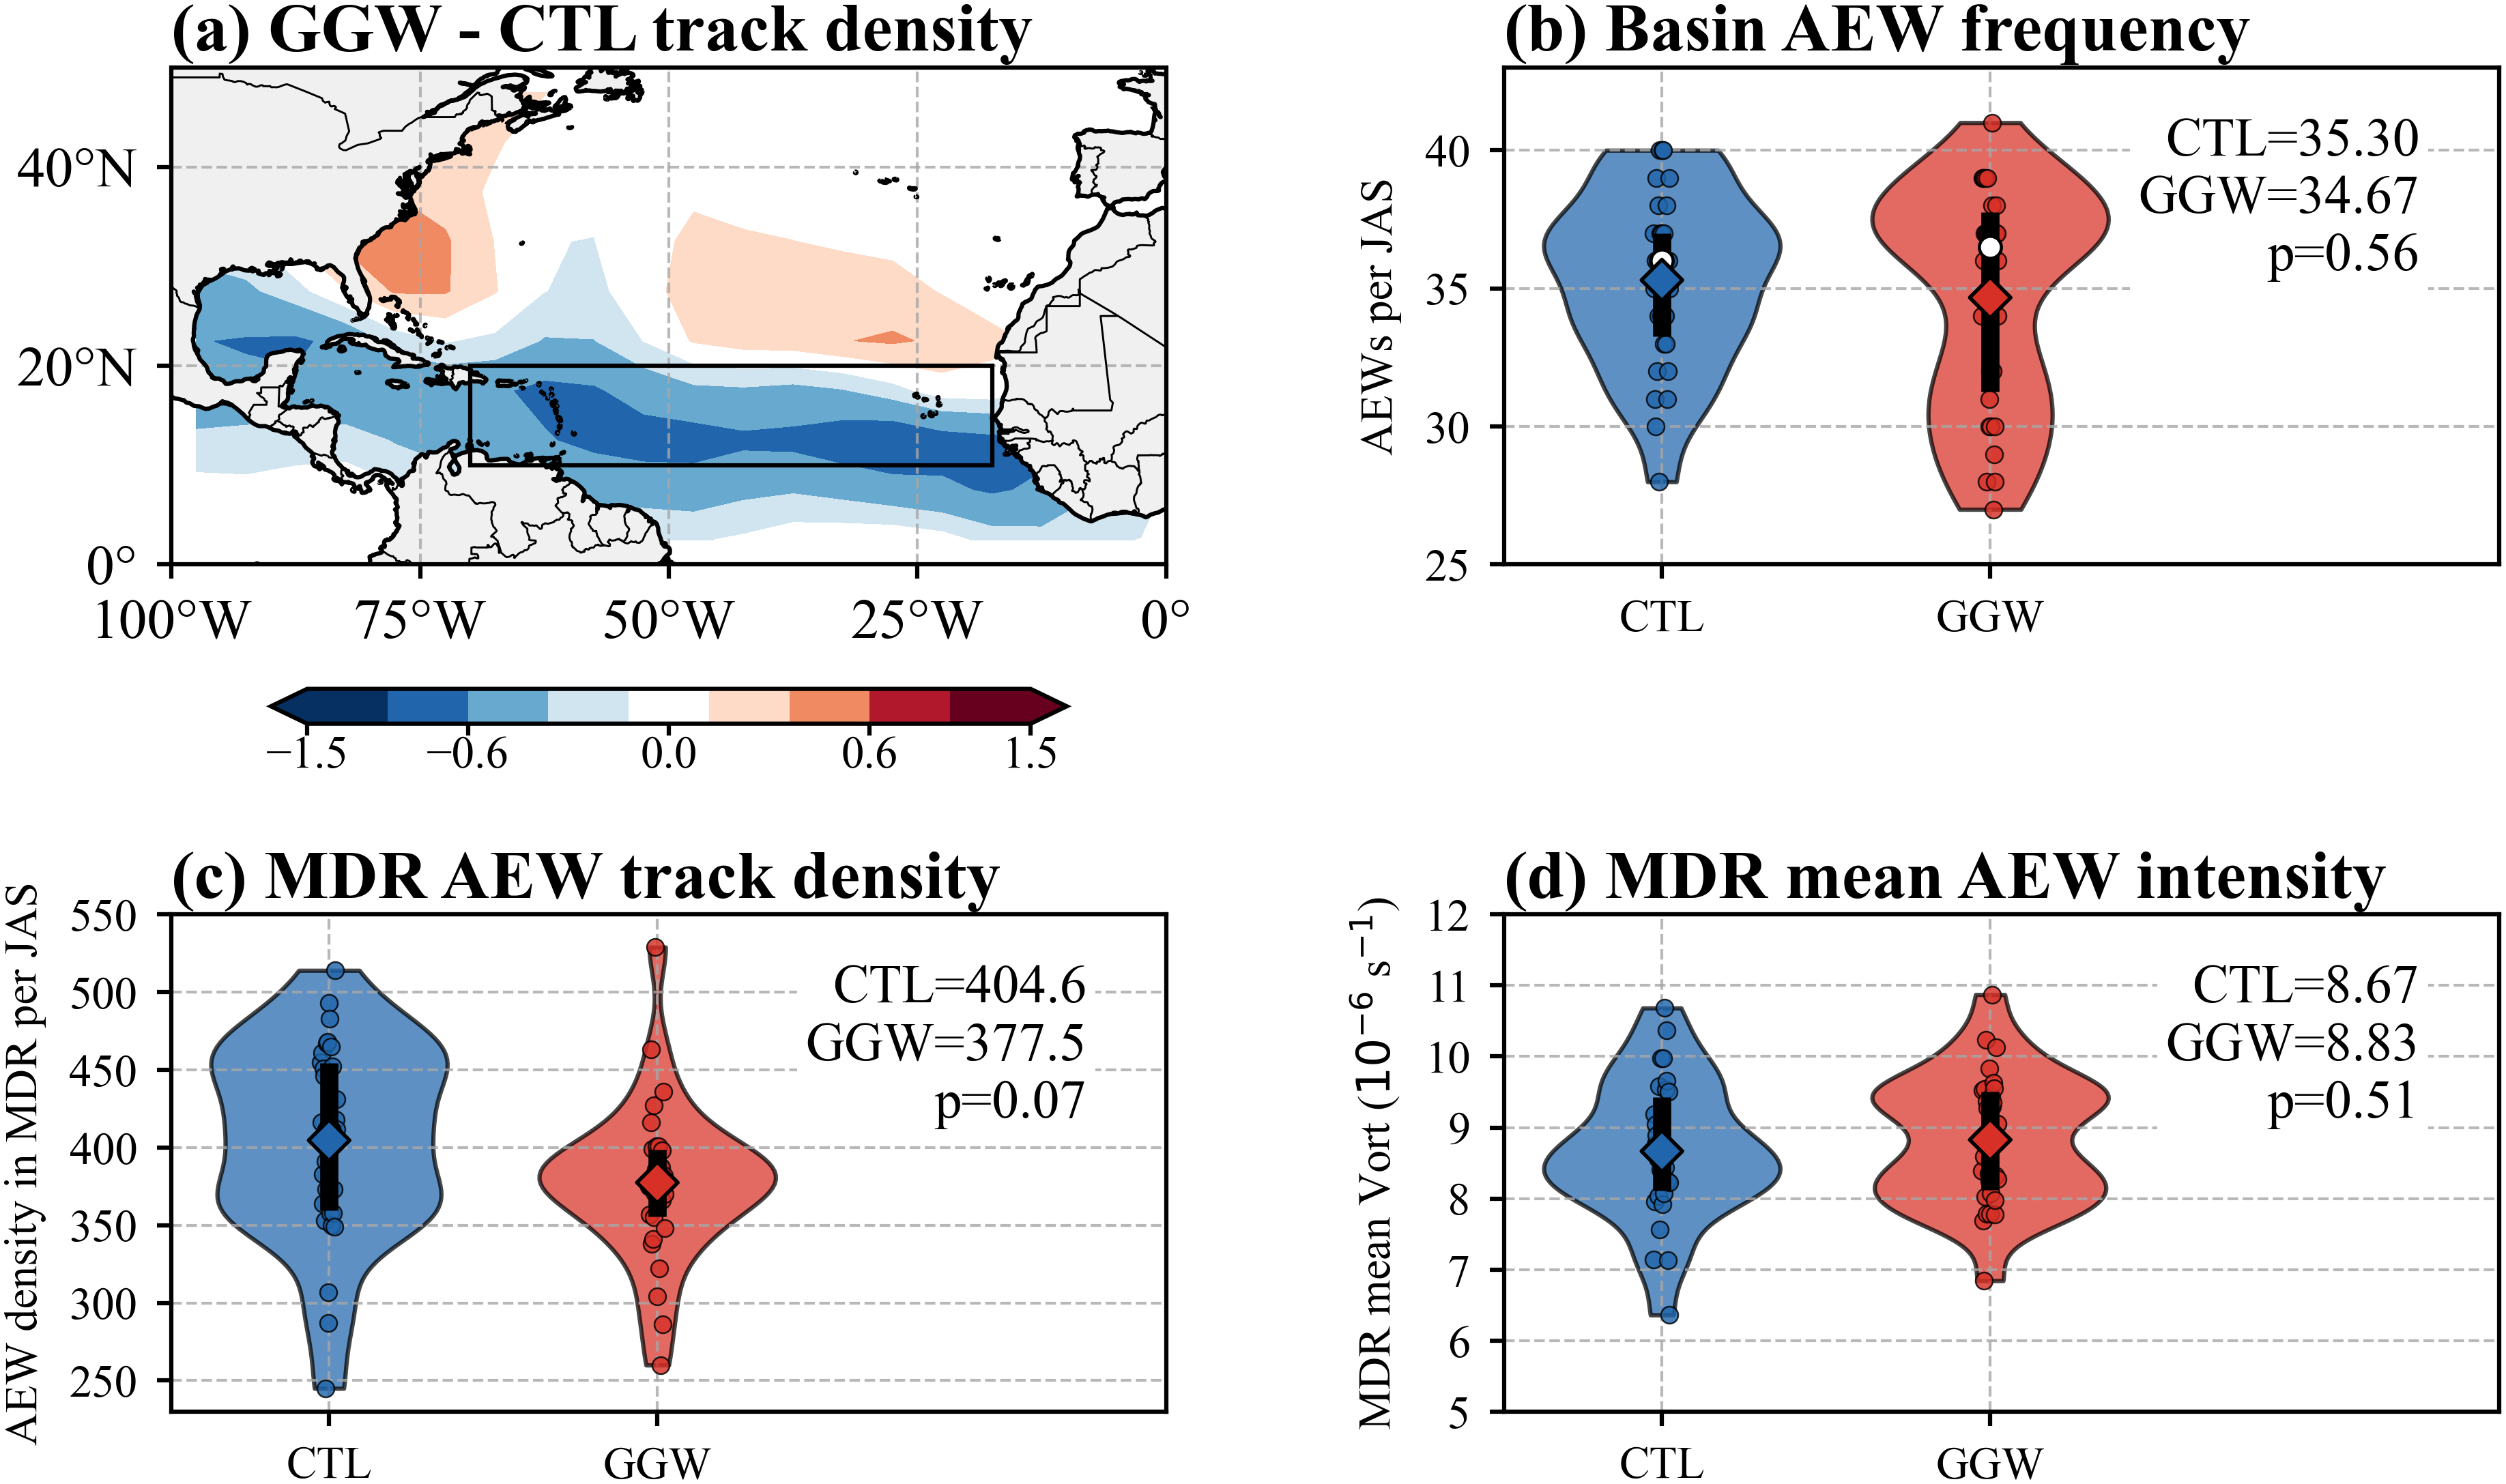 (a) GGW - CTL track density
40°N
20°N
0°
100°W 75°W 50°W 25°W 0°
−1.5 −0.6 0.0 0.6 1.5
(b) Basin AEW frequency
AEWs per JAS
40
35
30
25
CTL=35.30
GGW=34.67
p=0.56
CTL GGW
(c) MDR AEW track density
AEW density in MDR per JAS
550
500
450
400
350
300
250
CTL=404.6
GGW=377.5
p=0.07
CTL GGW
(d) MDR mean AEW intensity
MDR mean Vort (10⁻⁶ s⁻¹)
12
11
10
9
8
7
6
5
CTL=8.67
GGW=8.83
p=0.51
CTL GGW